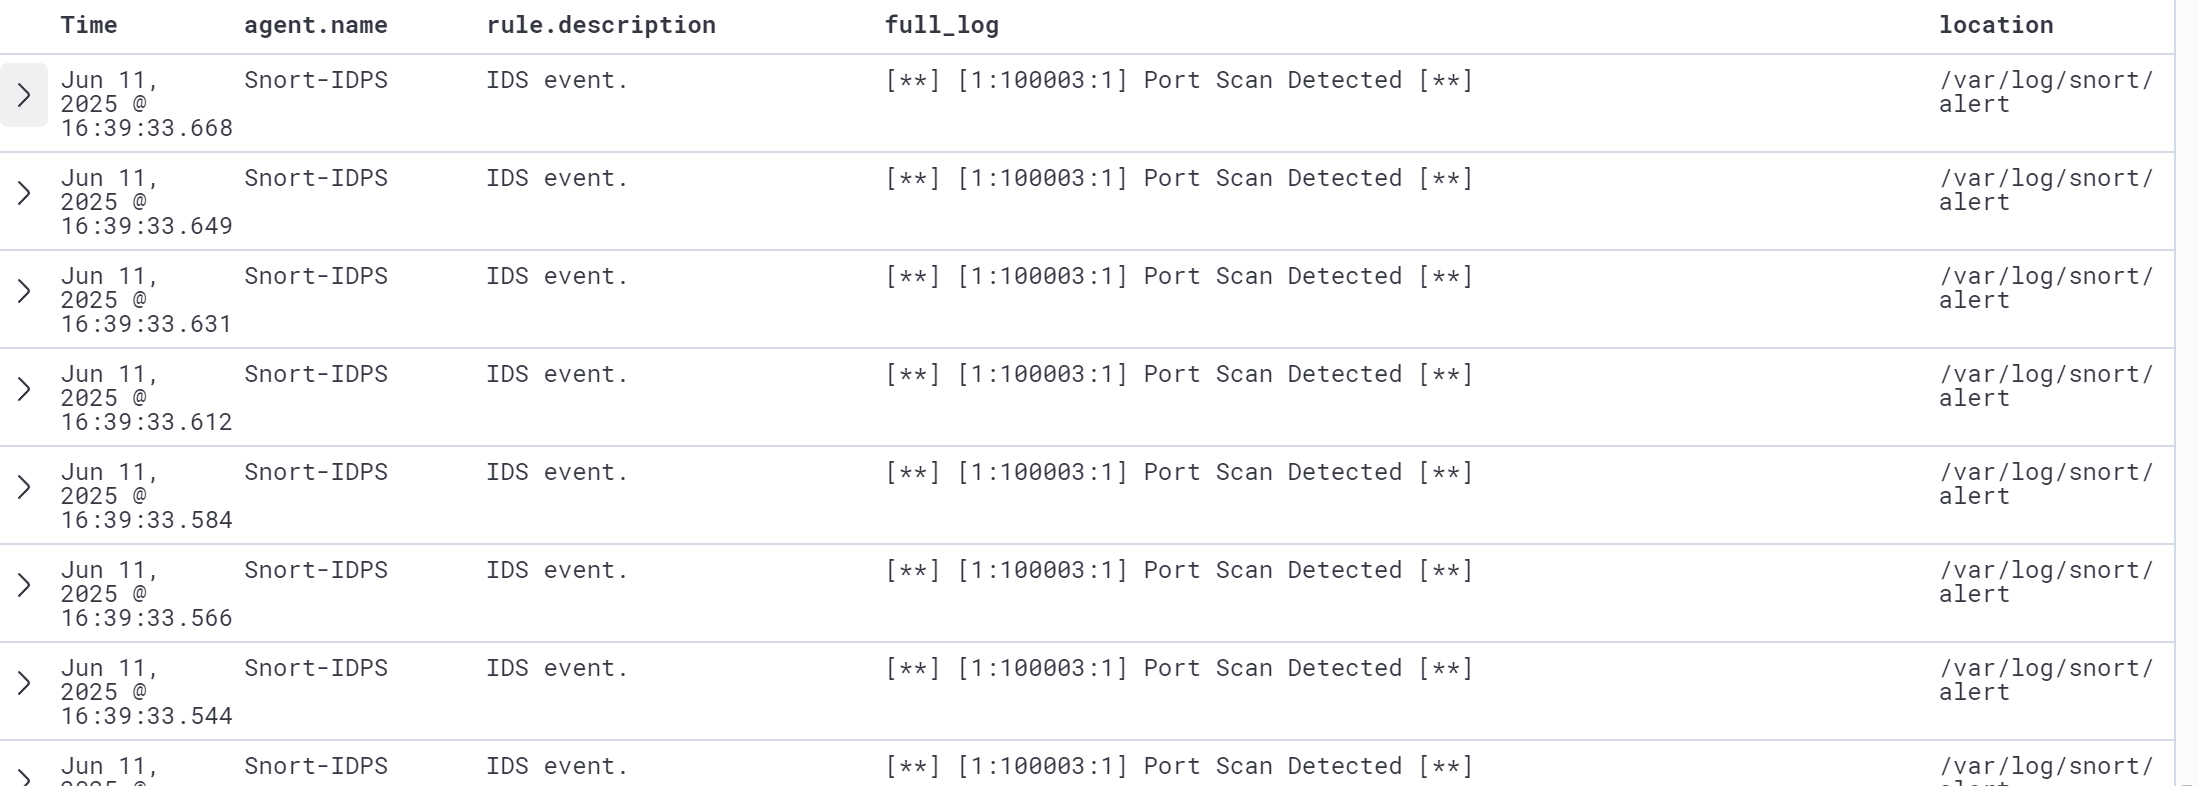 Time agent.name rule.description full_log location
Jun 11, Snort-IDPS IDS event. [**] [1:100003:1] Port Scan Detected [**] /var/log/snort/
2025 @ alert
16:39:33.668
Jun 11, Snort-IDPS IDS event. [**] [1:100003:1] Port Scan Detected [**] /var/log/snort/
2025 @ alert
16:39:33.649
Jun 11, Snort-IDPS IDS event. [**] [1:100003:1] Port Scan Detected [**] /var/log/snort/
2025 @ alert
16:39:33.631
Jun 11, Snort-IDPS IDS event. [**] [1:100003:1] Port Scan Detected [**] /var/log/snort/
2025 @ alert
16:39:33.612
Jun 11, Snort-IDPS IDS event. [**] [1:100003:1] Port Scan Detected [**] /var/log/snort/
2025 @ alert
16:39:33.584
Jun 11, Snort-IDPS IDS event. [**] [1:100003:1] Port Scan Detected [**] /var/log/snort/
2025 @ alert
16:39:33.566
Jun 11, Snort-IDPS IDS event. [**] [1:100003:1] Port Scan Detected [**] /var/log/snort/
2025 @ alert
16:39:33.544
Jun 11, Snort-IDPS IDS event. [**] [1:100003:1] Port Scan Detected [**] /var/log/snort/